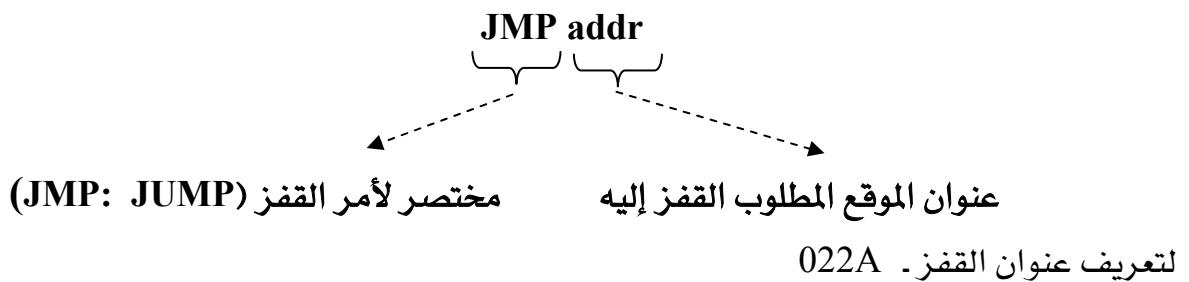 JMP addr
عنوان الموقع المطلوب القفز إليه مختصر لأمر القفز (JMP: JUMP)
لتعريف عنوان القفز ـ 022A